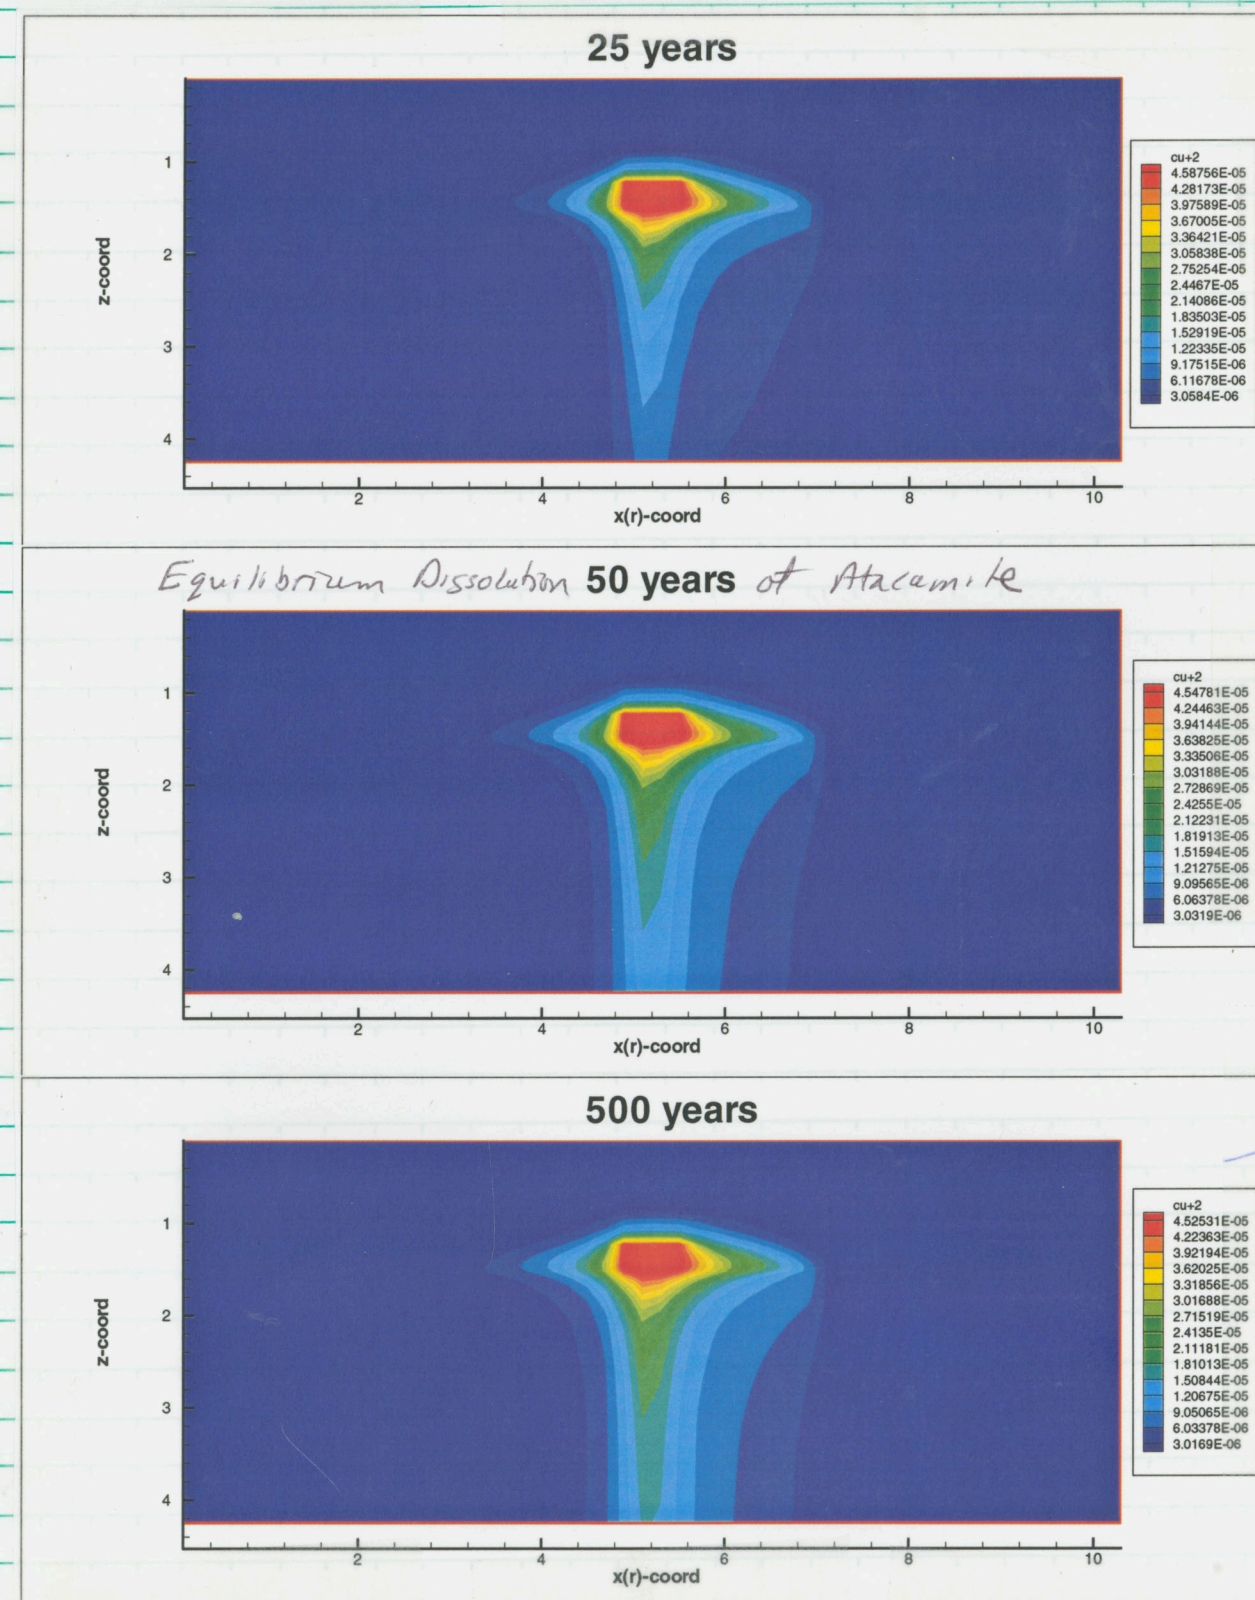 25 years
z-coord
1
2
3
4
2 4 6 8 10
x(r)-coord
cu+2
4.58756E-05
4.28173E-05
3.97589E-05
3.67005E-05
3.36421E-05
3.05838E-05
2.75254E-05
2.4467E-05
2.14086E-05
1.83503E-05
1.52919E-05
1.22335E-05
9.17515E-06
6.11678E-06
3.0584E-06
Equilibrium Dissolution 50 years of Atacamite
z-coord
1
2
3
4
2 4 6 8 10
x(r)-coord
cu+2
4.54781E-05
4.24463E-05
3.94144E-05
3.63825E-05
3.33506E-05
3.03188E-05
2.72869E-05
2.4255E-05
2.12231E-05
1.81913E-05
1.51594E-05
1.21275E-05
9.09565E-06
6.06378E-06
3.0319E-06
500 years
z-coord
1
2
3
4
2 4 6 8 10
x(r)-coord
cu+2
4.52531E-05
4.22363E-05
3.92194E-05
3.62025E-05
3.31856E-05
3.01688E-05
2.71519E-05
2.4135E-05
2.11181E-05
1.81013E-05
1.50844E-05
1.20675E-05
9.05065E-06
6.03378E-06
3.0169E-06